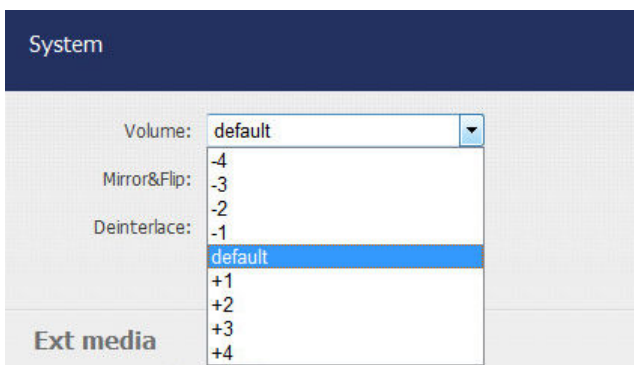 System
Volume: default
-4
Mirror&Flip: -3
-2
Deinterlace: -1
default
+1
+2
Ext media +3
+4